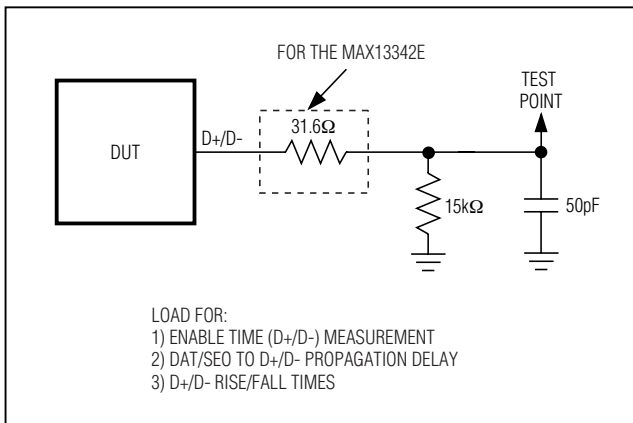 FOR THE MAX13342E
TEST
POINT
31.6Ω
D+/D-
DUT
15kΩ
50pF
LOAD FOR:
1) ENABLE TIME (D+/D-) MEASUREMENT
2) DAT/SEO TO D+/D- PROPAGATION DELAY
3) D+/D- RISE/FALL TIMES